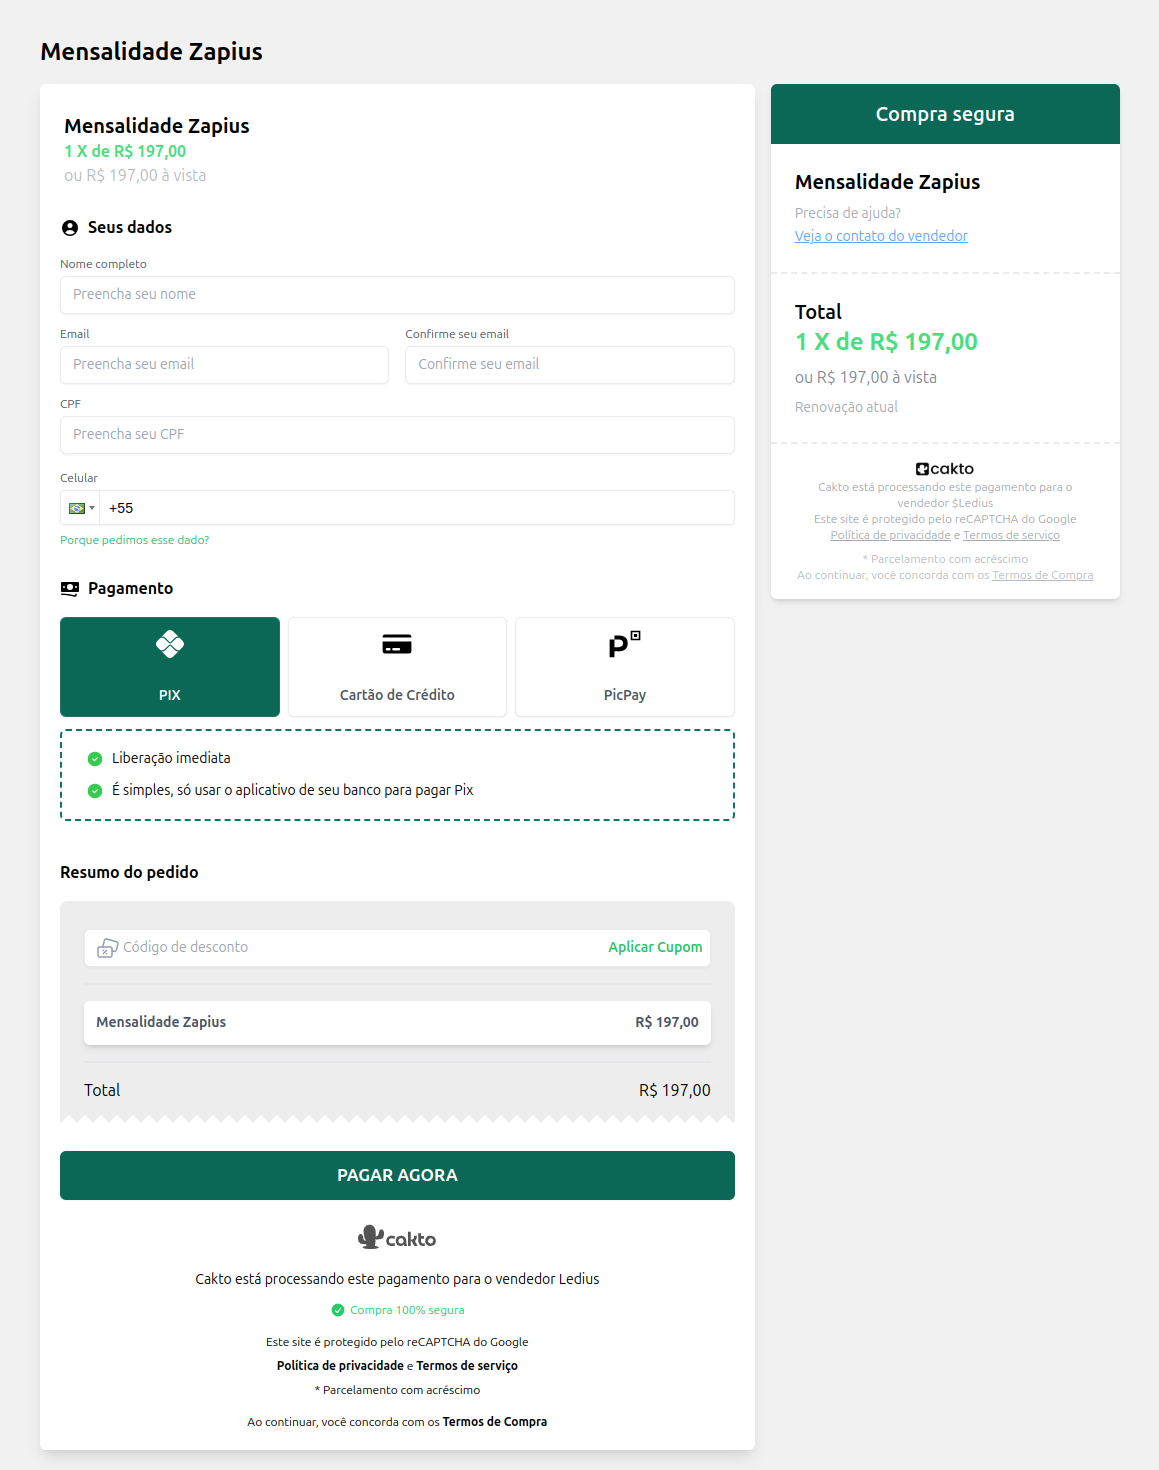 Mensalidade Zapius
Mensalidade Zapius
1 X de R$ 197,00
ou R$ 197,00 à vista
Seus dados
Nome completo
Preencha seu nome
Email
Confirme seu email
Preencha seu email
Confirme seu email
CPF
Preencha seu CPF
Celular
+55
Porque pedimos esse dado?
Pagamento
PIX
Cartão de Crédito
PicPay
Liberação imediata
É simples, só usar o aplicativo de seu banco para pagar Pix
Resumo do pedido
Código de desconto
Aplicar Cupom
Mensalidade Zapius
R$ 197,00
Total
R$ 197,00
PAGAR AGORA
cakto
Cakto está processando este pagamento para o vendedor Ledius
Compra 100% segura
Este site é protegido pelo reCAPTCHA do Google
Política de privacidade e Termos de serviço
* Parcelamento com acréscimo
Ao continuar, você concorda com os Termos de Compra
Compra segura
Mensalidade Zapius
Precisa de ajuda?
Veja o contato do vendedor
Total
1 X de R$ 197,00
ou R$ 197,00 à vista
Renovação atual
cakto
Cakto está processando este pagamento para o
vendedor $Ledius
Este site é protegido pelo reCAPTCHA do Google
Política de privacidade e Termos de serviço
* Parcelamento com acréscimo
Ao continuar, você concorda com os Termos de Compra